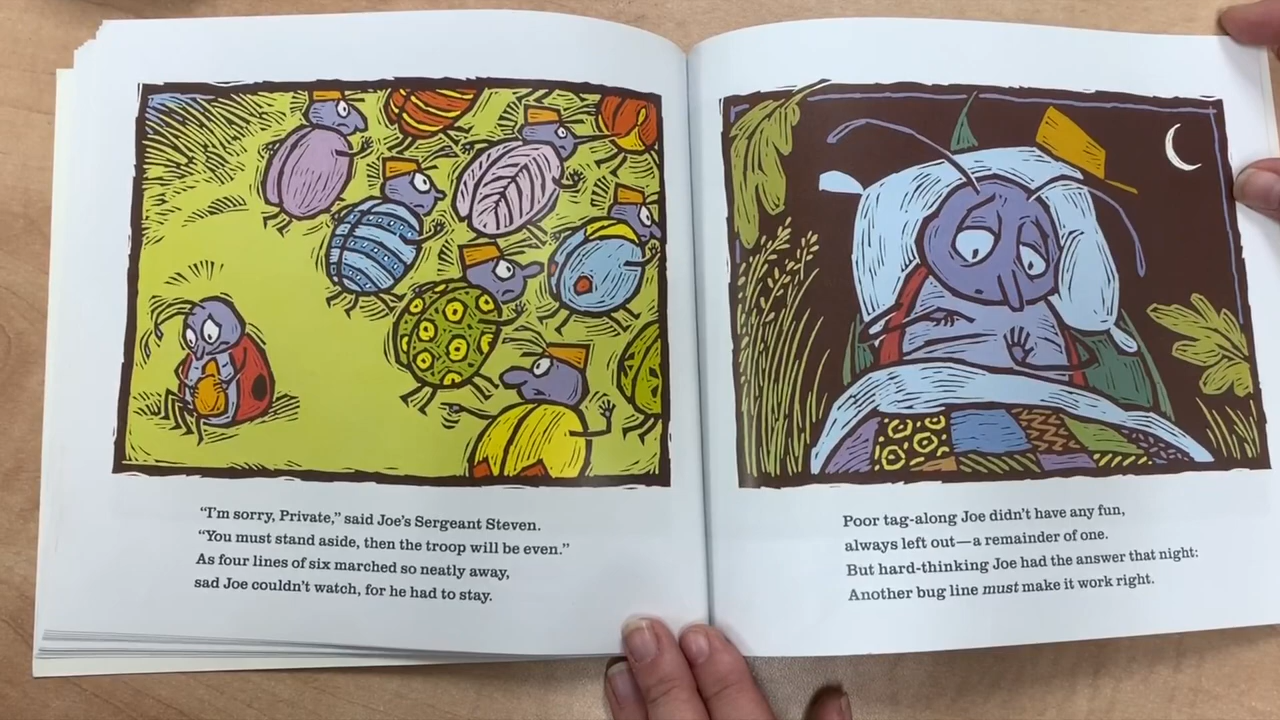 “I'm sorry, Private,” said Joe's Sergeant Steven.
“You must stand aside, then the troop will be even.”
As four lines of six marched so neatly away,
sad Joe couldn't watch, for he had to stay.
Poor tag-along Joe didn't have any fun,
always left out—a remainder of one.
But hard-thinking Joe had the answer that night:
Another bug line must make it work right.